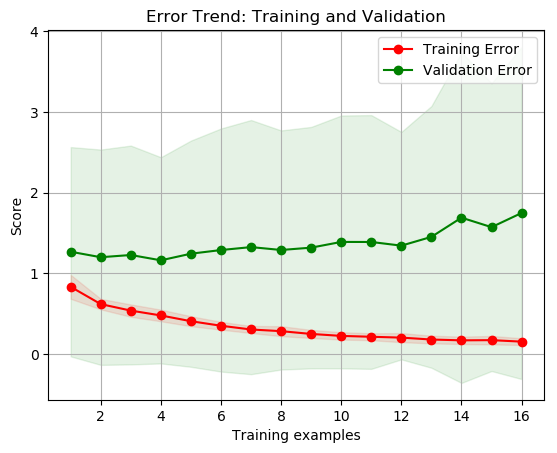 Error Trend: Training and Validation
Training Error
Validation Error
4
3
2
1
0
Score
2
4
6
8
10
12
14
16
Training examples